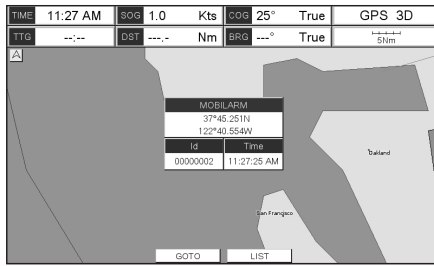 TIME 11:27 AM SOG 1.0 Kts COG 25° True GPS 3D
TTG --:-- DST ---.- Nm BRG ---° True 5Nm
A
MOBILARM
37°45.251N
122°40.554W
Id Time
00000002 11:27:25 AM
Oakland
San Francisco
GOTO LIST